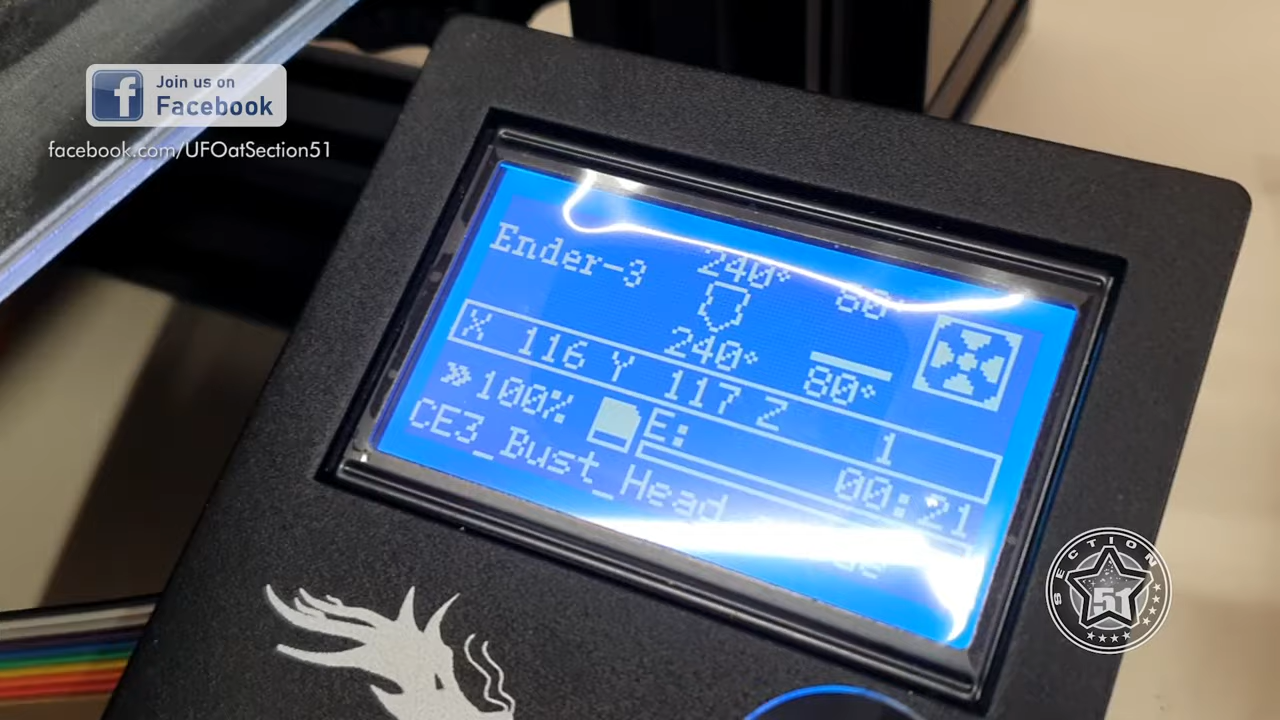 Join us on
Facebook
facebook.com/UFOatSection51
Ender-3
240° 80°
240° 80°
X 116 Y 117 Z 1
100% E: 00:21
CE3_Bust_Head
SECTION
51